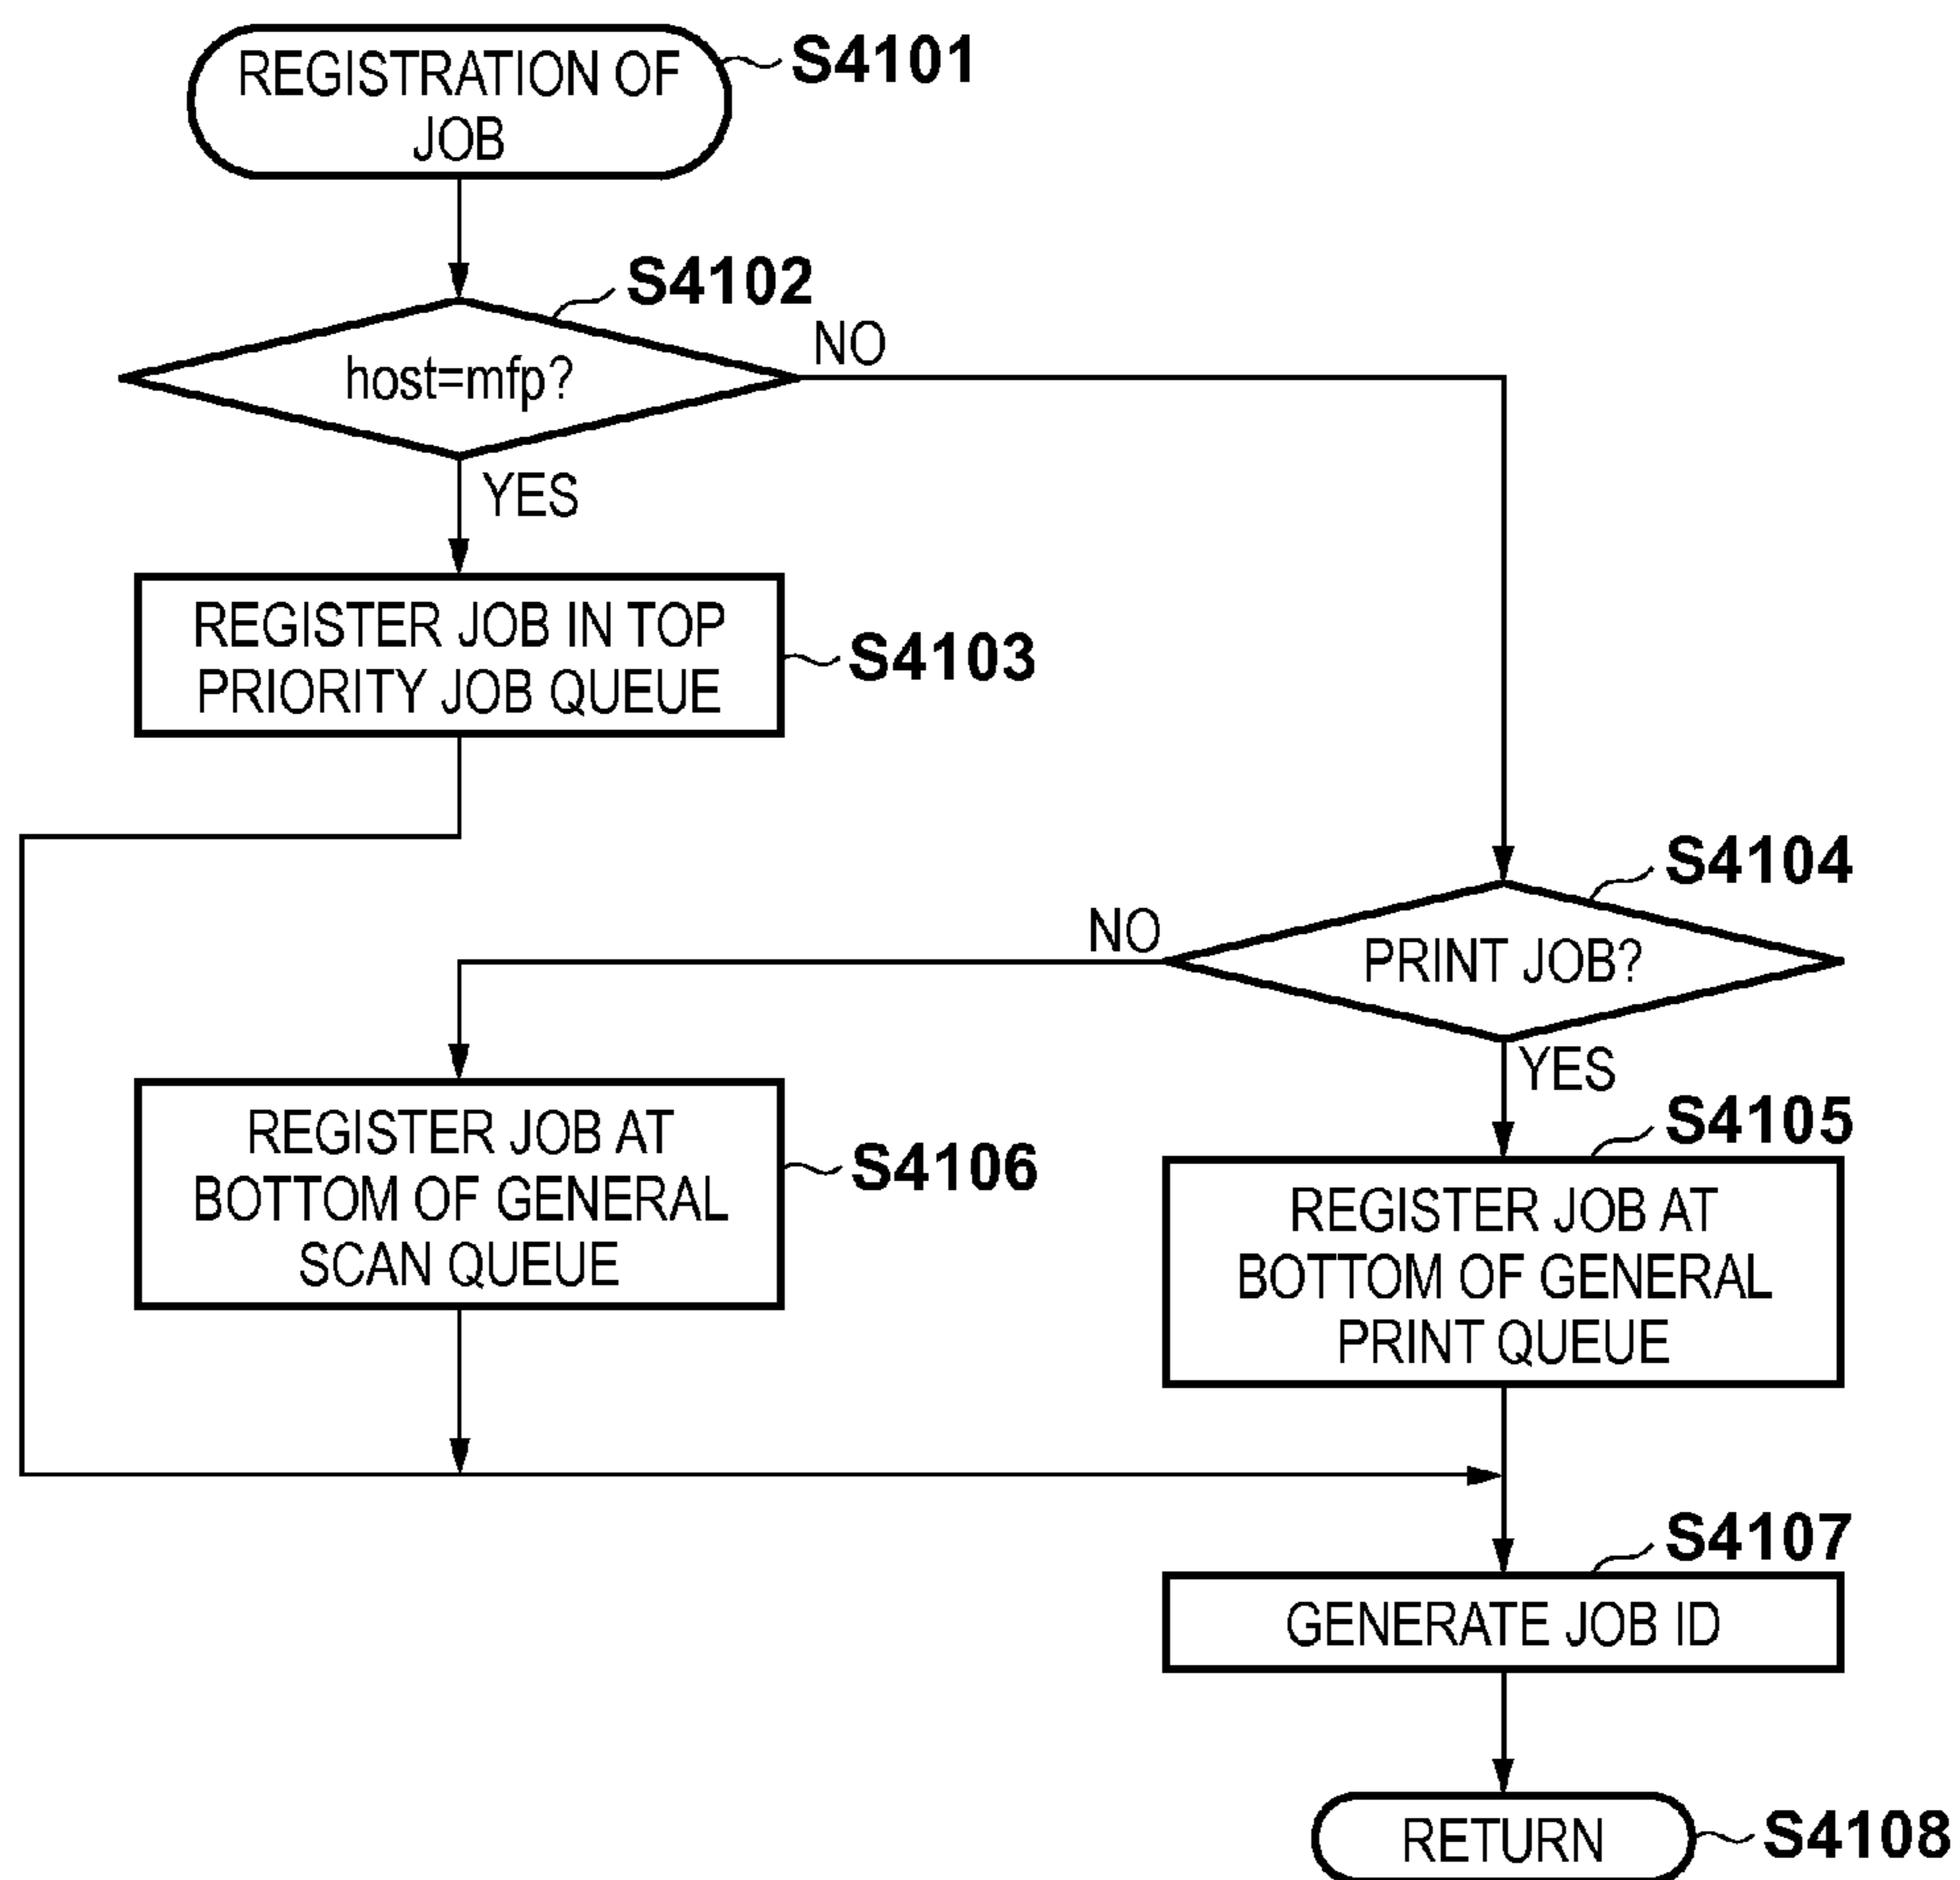 REGISTRATION OF
JOB
S4101
S4102
host=mfp?
NO
YES
REGISTER JOB IN TOP
PRIORITY JOB QUEUE
S4103
S4104
PRINT JOB?
NO
YES
REGISTER JOB AT
BOTTOM OF GENERAL
SCAN QUEUE
S4106
S4105
REGISTER JOB AT
BOTTOM OF GENERAL
PRINT QUEUE
S4107
GENERATE JOB ID
RETURN
S4108